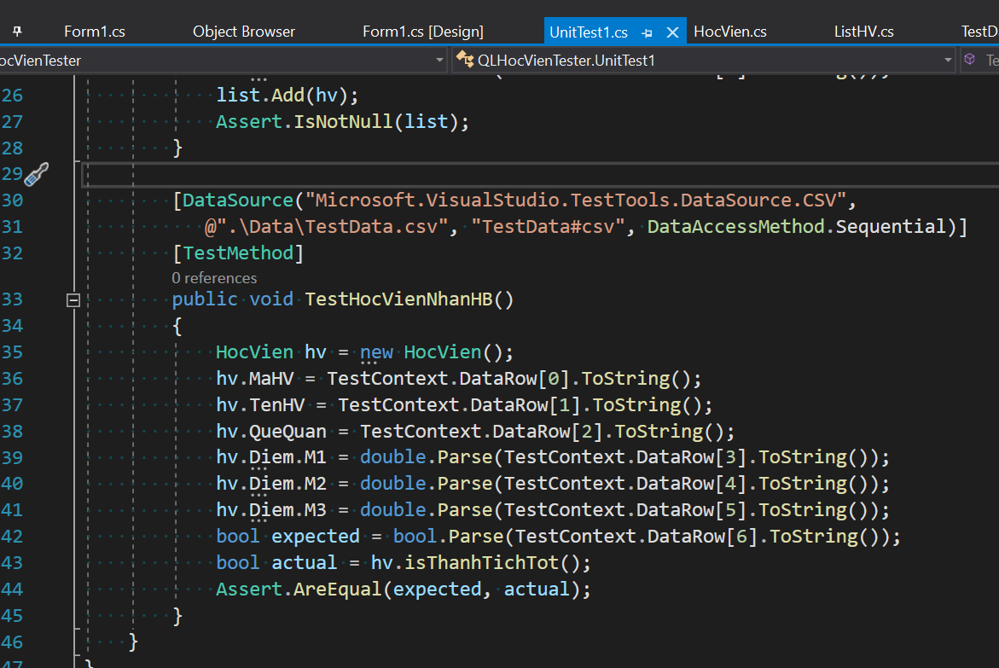 Form1.cs Object Browser Form1.cs [Design] UnitTest1.cs HocVien.cs ListHV.cs TestD
ocVienTester QLHocVienTester.UnitTest1 Te
26 list.Add(hv);
27 Assert.IsNotNull(list);
28 }
29
30 [DataSource("Microsoft.VisualStudio.TestTools.DataSource.CSV",
31 @".\Data\TestData.csv", "TestData#csv", DataAccessMethod.Sequential)]
32 [TestMethod]
0 references
33 public void TestHocVienNhanHB()
34 {
35 HocVien hv = new HocVien();
36 hv.MaHV = TestContext.DataRow[0].ToString();
37 hv.TenHV = TestContext.DataRow[1].ToString();
38 hv.QueQuan = TestContext.DataRow[2].ToString();
39 hv.Diem.M1 = double.Parse(TestContext.DataRow[3].ToString());
40 hv.Diem.M2 = double.Parse(TestContext.DataRow[4].ToString());
41 hv.Diem.M3 = double.Parse(TestContext.DataRow[5].ToString());
42 bool expected = bool.Parse(TestContext.DataRow[6].ToString());
43 bool actual = hv.isThanhTichTot();
44 Assert.AreEqual(expected, actual);
45 }
46 }
47 }